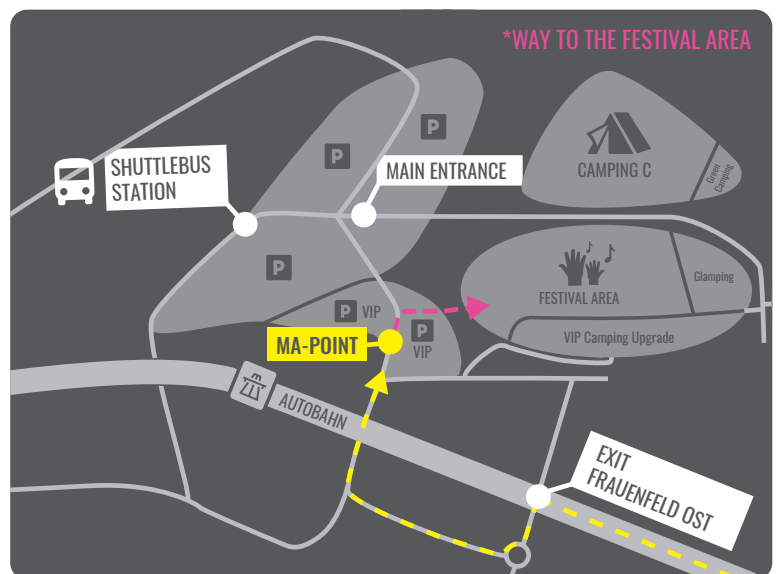 *WAY TO THE FESTIVAL AREA
P
P
CAMPING C
Green
Camping
SHUTTLEBUS
STATION
MAIN ENTRANCE
P
FESTIVAL AREA
Glamping
P VIP
P
VIP
VIP Camping Upgrade
MA-POINT
AUTOBAHN
EXIT
FRAUENFELD OST